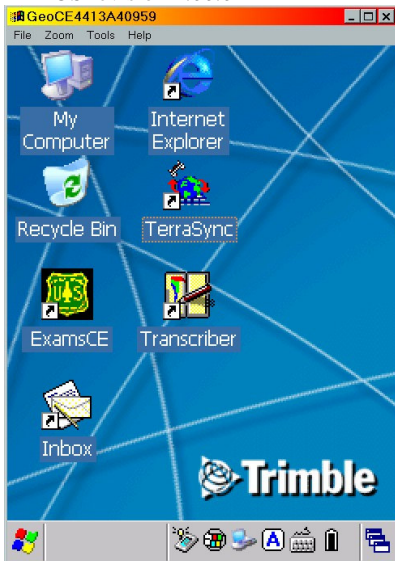 GeoCE4413A40959
File Zoom Tools Help
My Computer
Internet Explorer
Recycle Bin
TerraSync
ExamsCE
Transcriber
Inbox
Trimble
A